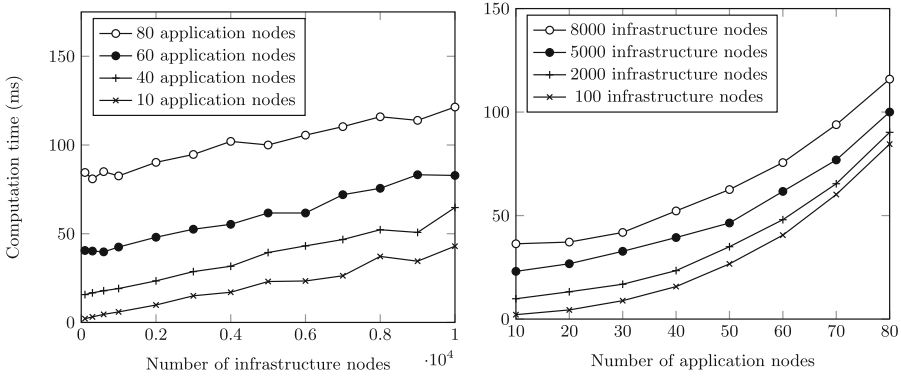 80 application nodes
60 application nodes
40 application nodes
10 application nodes
Computation time (ms)
150
100
50
0
0 0.2 0.4 0.6 0.8 1
·10⁴
Number of infrastructure nodes
8000 infrastructure nodes
5000 infrastructure nodes
2000 infrastructure nodes
100 infrastructure nodes
150
100
50
0
10 20 30 40 50 60 70 80
Number of application nodes